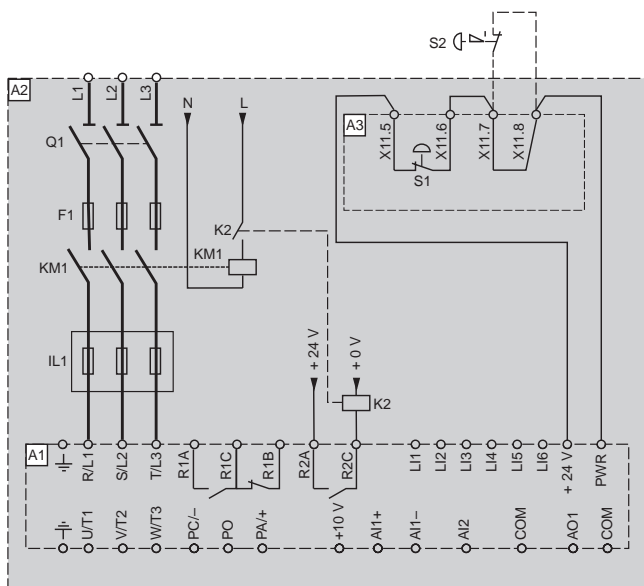 S2
A2
L1 L2 L3
N L
A3
X11.5 X11.6 X11.7 X11.8
Q1
S1
F1
K2
KM1
KM1
IL1
+ 24 V
+ 0 V
K2
A1
R/L1 S/L2 T/L3 R1A R1C R1B R2A R2C LI1 LI2 LI3 LI4 LI5 LI6 + 24 V PWR
U/T1 V/T2 W/T3 PC/– PO PA/+ +10 V AI1+ AI1– AI2 COM AO1 COM